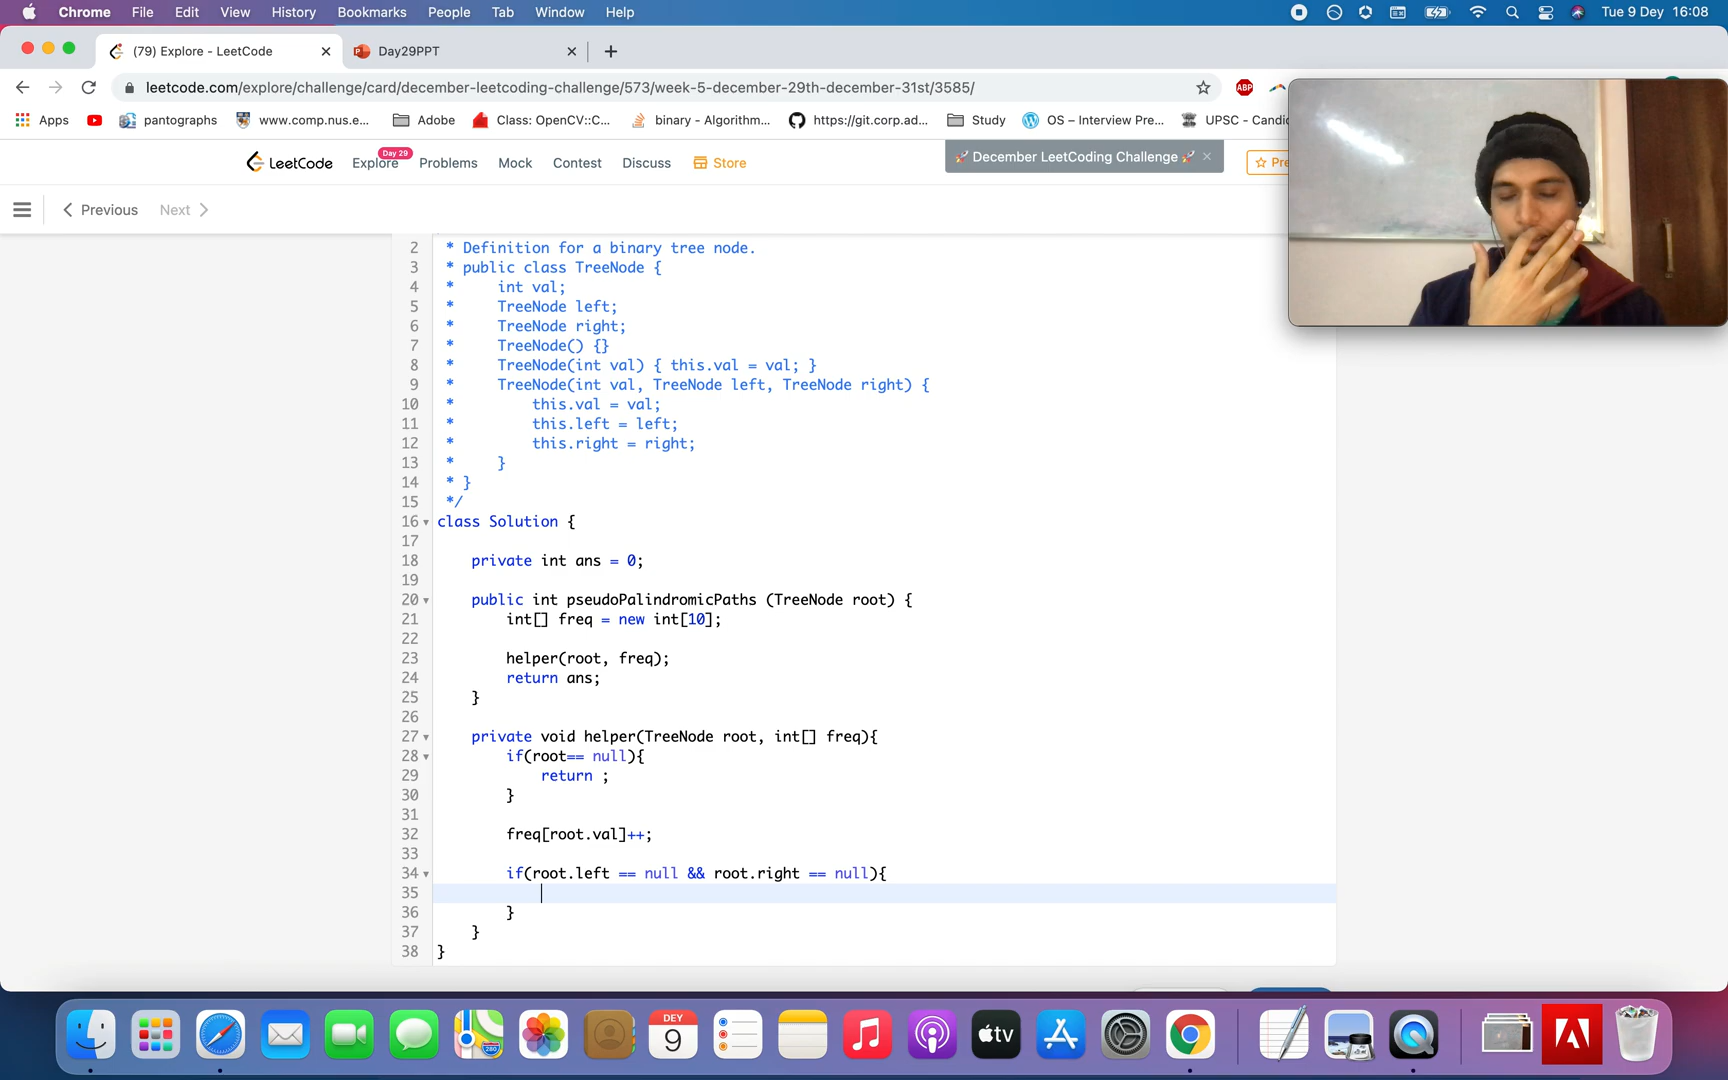 Chrome File Edit View History Bookmarks People Tab Window Help Tue 9 Dey 16:08
(79) Explore - LeetCode Day29PPT
leetcode.com/explore/challenge/card/december-leetcoding-challenge/573/week-5-december-29th-december-31st/3585/ ABP
Apps pantographs www.comp.nus.e... Adobe Class: OpenCV::C... binary - Algorithm... https://git.corp.ad... Study OS – Interview Pre... UPSC - Candi
LeetCode Explore Day 29 Problems Mock Contest Discuss Store December LeetCoding Challenge × Pre
Previous Next
2 * Definition for a binary tree node.
3 * public class TreeNode {
4 * int val;
5 * TreeNode left;
6 * TreeNode right;
7 * TreeNode() {}
8 * TreeNode(int val) { this.val = val; }
9 * TreeNode(int val, TreeNode left, TreeNode right) {
10 * this.val = val;
11 * this.left = left;
12 * this.right = right;
13 * }
14 * }
15 */
16 class Solution {
17
18 private int ans = 0;
19
20 public int pseudoPalindromicPaths (TreeNode root) {
21 int[] freq = new int[10];
22
23 helper(root, freq);
24 return ans;
25 }
26
27 private void helper(TreeNode root, int[] freq){
28 if(root== null){
29 return ;
30 }
31
32 freq[root.val]++;
33
34 if(root.left == null && root.right == null){
35
36 }
37 }
38 }
DEY
9
tv